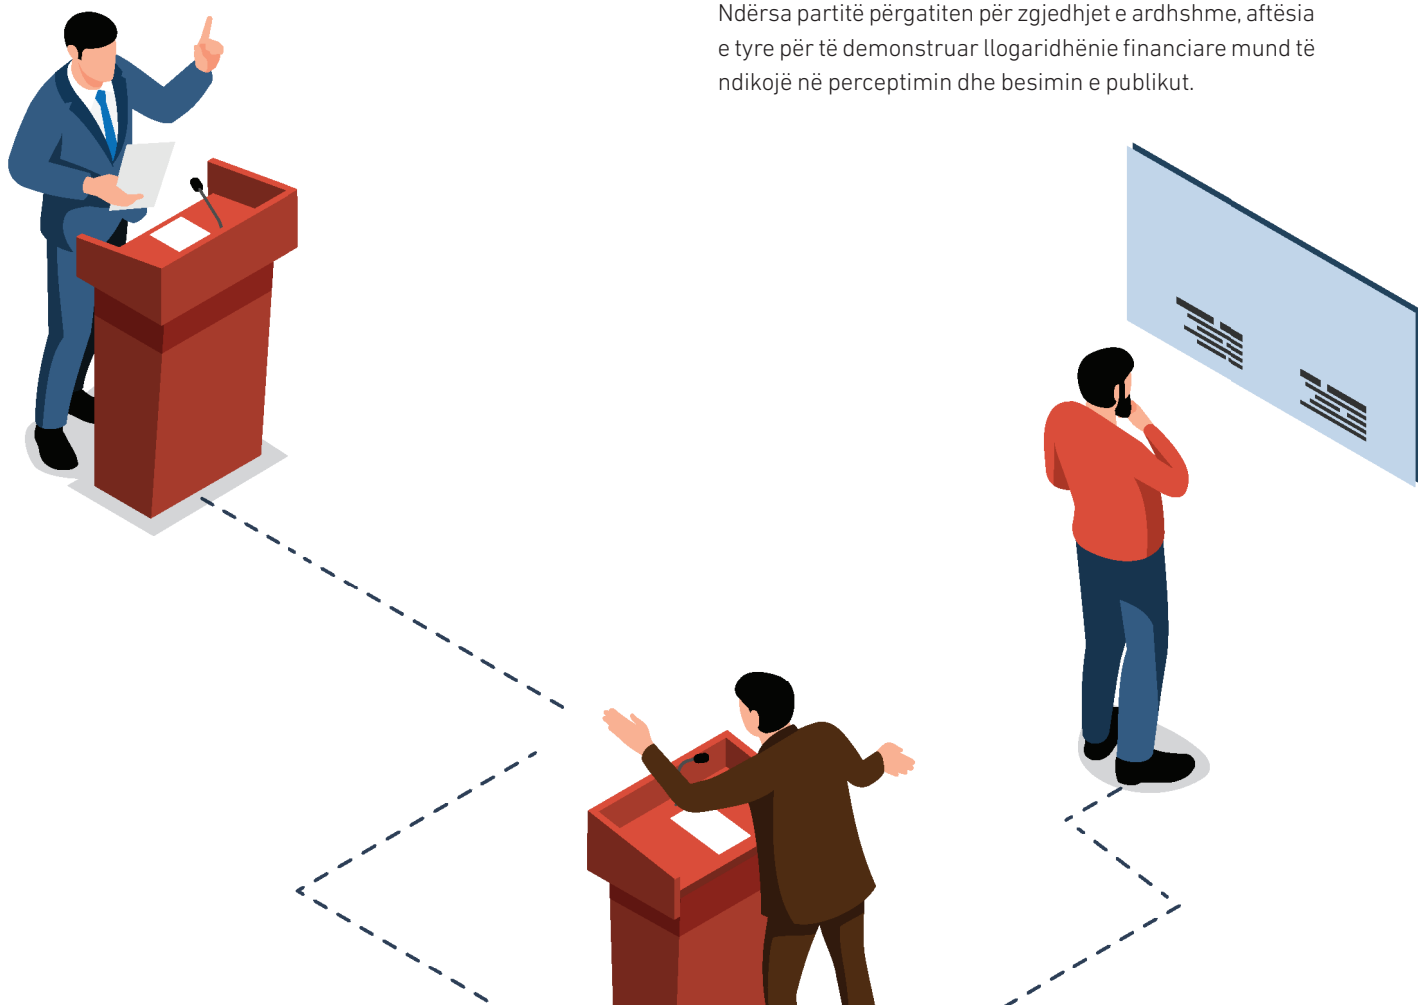 Ndërsa partitë përgatiten për zgjedhjet e ardhshme, aftësia
e tyre për të demonstruar llogaridhënie financiare mund të
ndikojë në perceptimin dhe besimin e publikut.